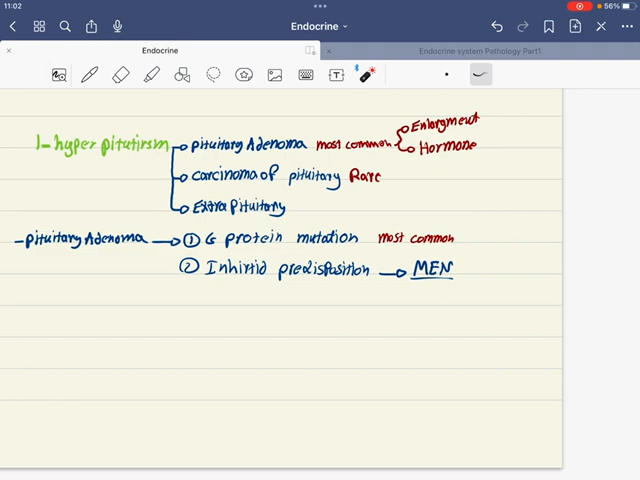 11:02
56%
Endocrine
Endocrine
Endocrine system Pathology Part1
1- hyper pitutirsm
Pituitary Adenoma most common
Enlargment
Hormone
Carcinoma of pituitary Rare
Extra Pituitary
-Pituitary Adenoma → ① G protein mutation most common
② Inhirtid predisPosition → MEN